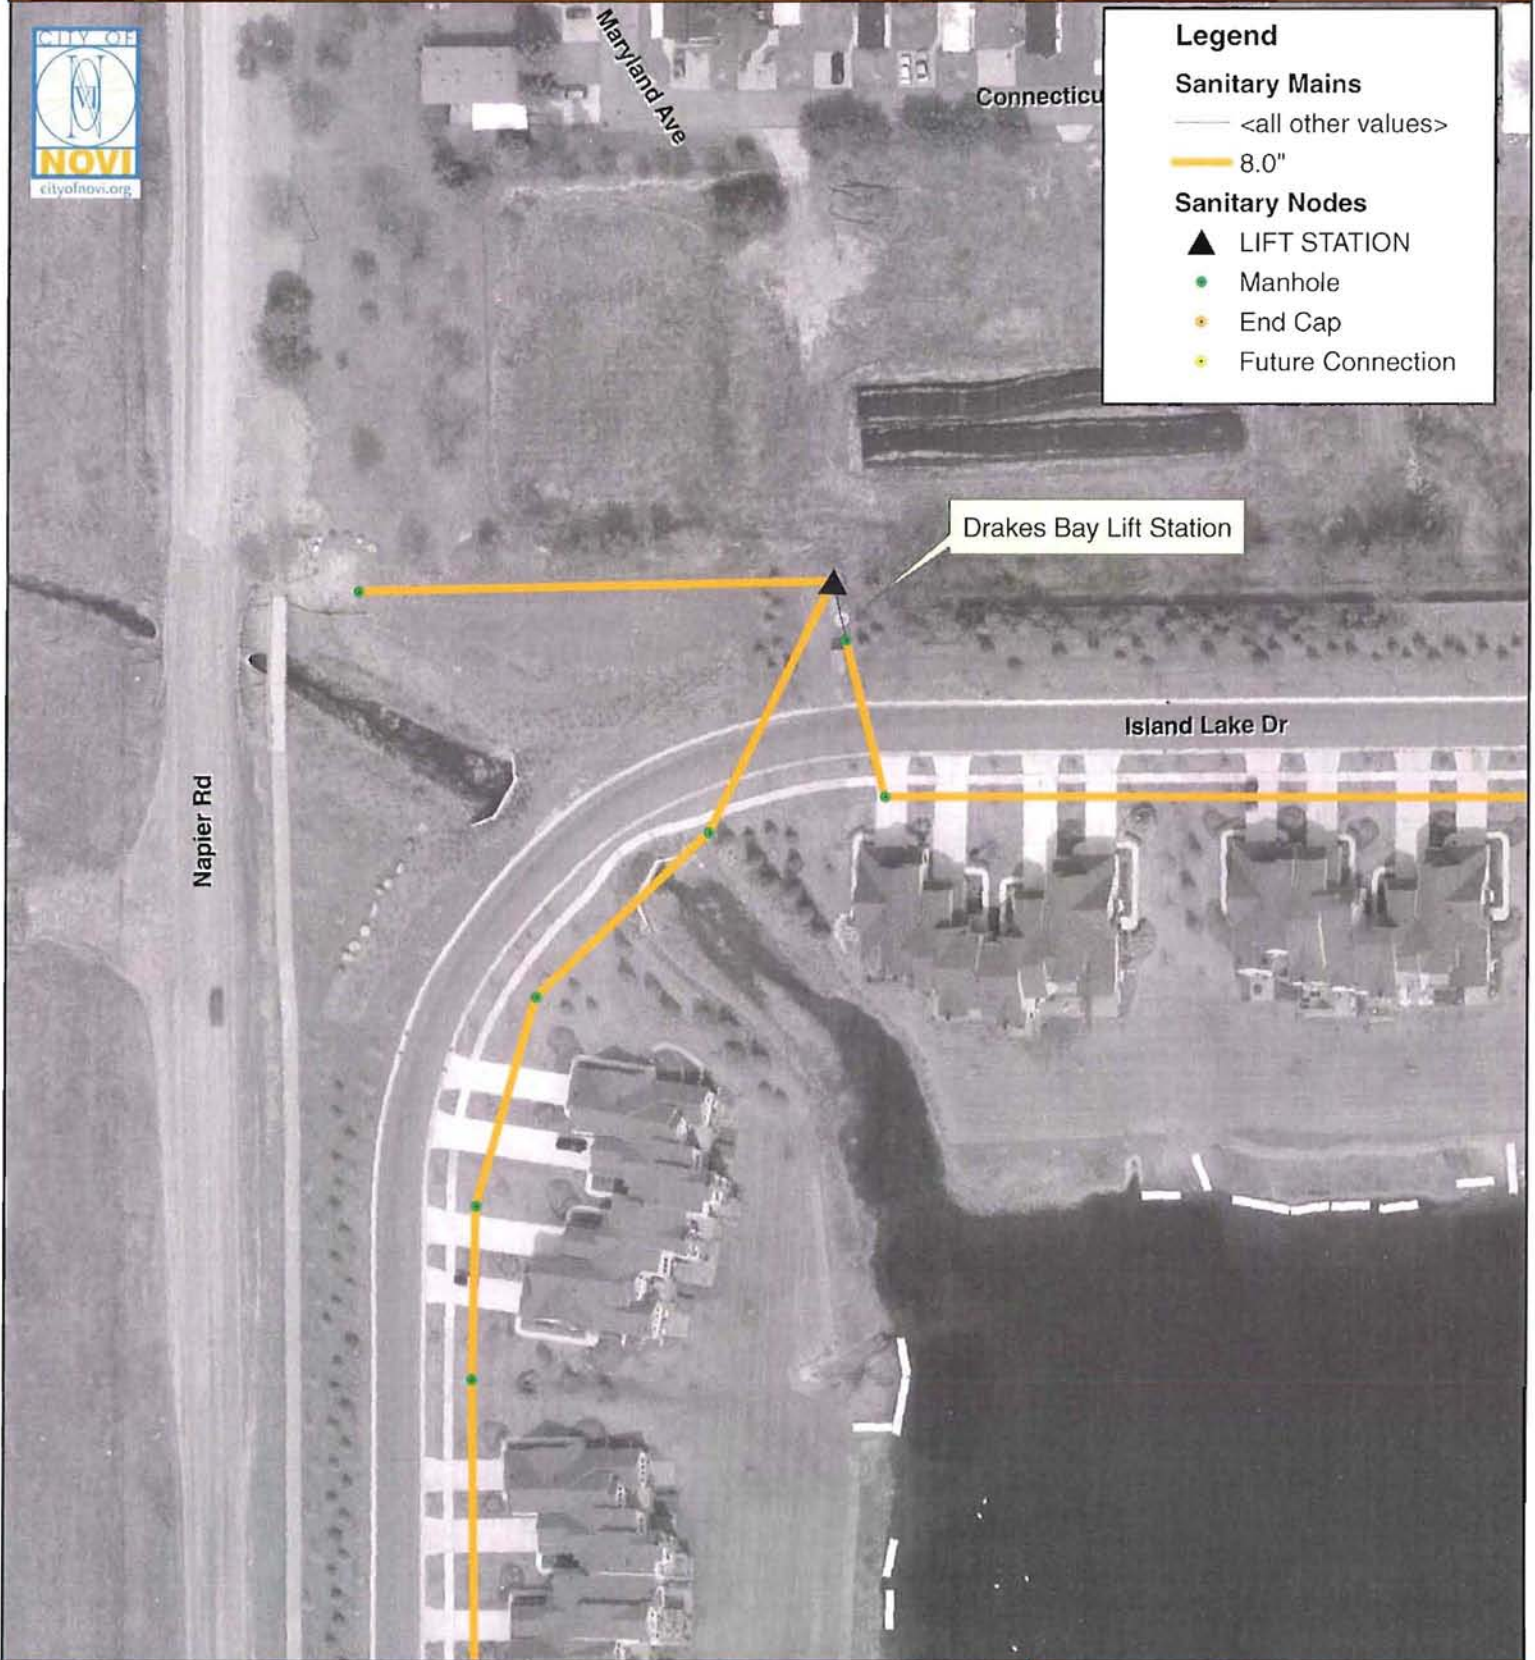 CITY OF
NOVI
cityofnovi.org
Maryland Ave
Connecticu
Legend
Sanitary Mains
<all other values>
8.0"
Sanitary Nodes
LIFT STATION
Manhole
End Cap
Future Connection
Drakes Bay Lift Station
Island Lake Dr
Napier Rd